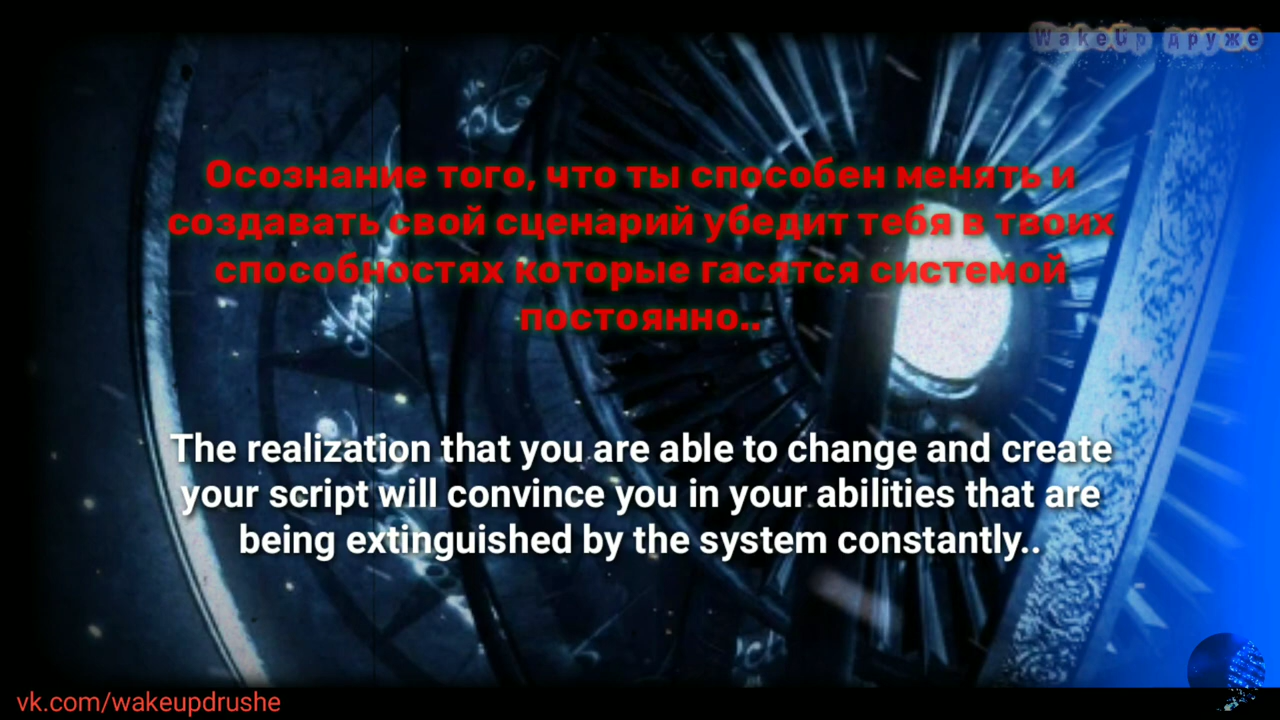 WakeUp друже
Осознание того, что ты способен менять и
создавать свой сценарий убедит тебя в твоих
способностях которые гасятся системой
постоянно..
The realization that you are able to change and create
your script will convince you in your abilities that are
being extinguished by the system constantly..
vk.com/wakeupdrushe